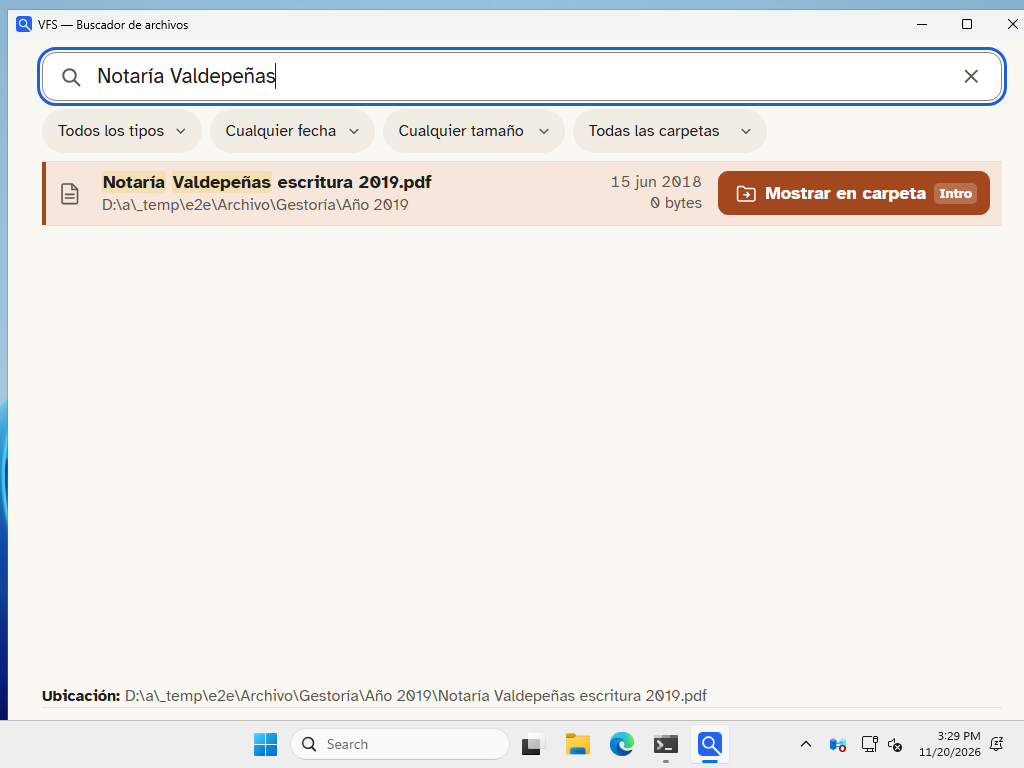 VFS — Buscador de archivos
Notaría Valdepeñas
Todos los tipos
Cualquier fecha
Cualquier tamaño
Todas las carpetas
Notaría Valdepeñas escritura 2019.pdf
D:\a\_temp\e2e\Archivo\Gestoría\Año 2019
15 jun 2018
0 bytes
Mostrar en carpeta Intro
Ubicación: D:\a\_temp\e2e\Archivo\Gestoría\Año 2019\Notaría Valdepeñas escritura 2019.pdf
Search
3:29 PM
11/20/2026